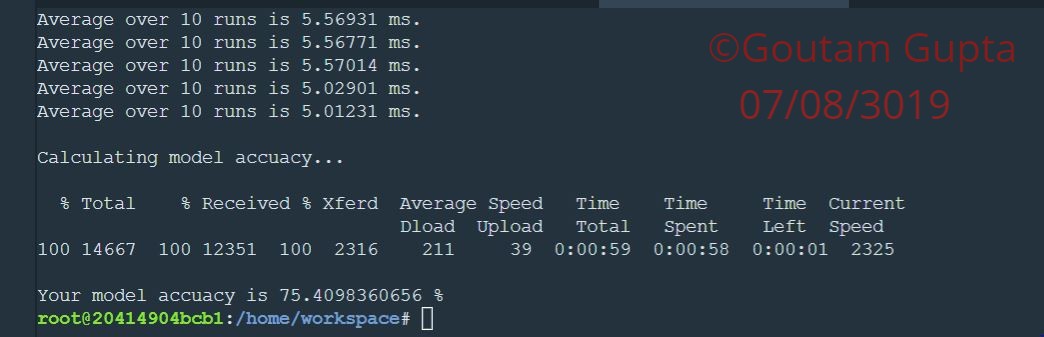 Average over 10 runs is 5.56931 ms.
Average over 10 runs is 5.56771 ms.
Average over 10 runs is 5.57014 ms.
Average over 10 runs is 5.02901 ms.
Average over 10 runs is 5.01231 ms.
©Goutam Gupta
07/08/3019
Calculating model accuacy...
% Total % Received % Xferd Average Speed Time Time Time Current
Dload Upload Total Spent Left Speed
100 14667 100 12351 100 2316 211 39 0:00:59 0:00:58 0:00:01 2325
Your model accuacy is 75.4098360656 %
root@20414904bcb1:/home/workspace#